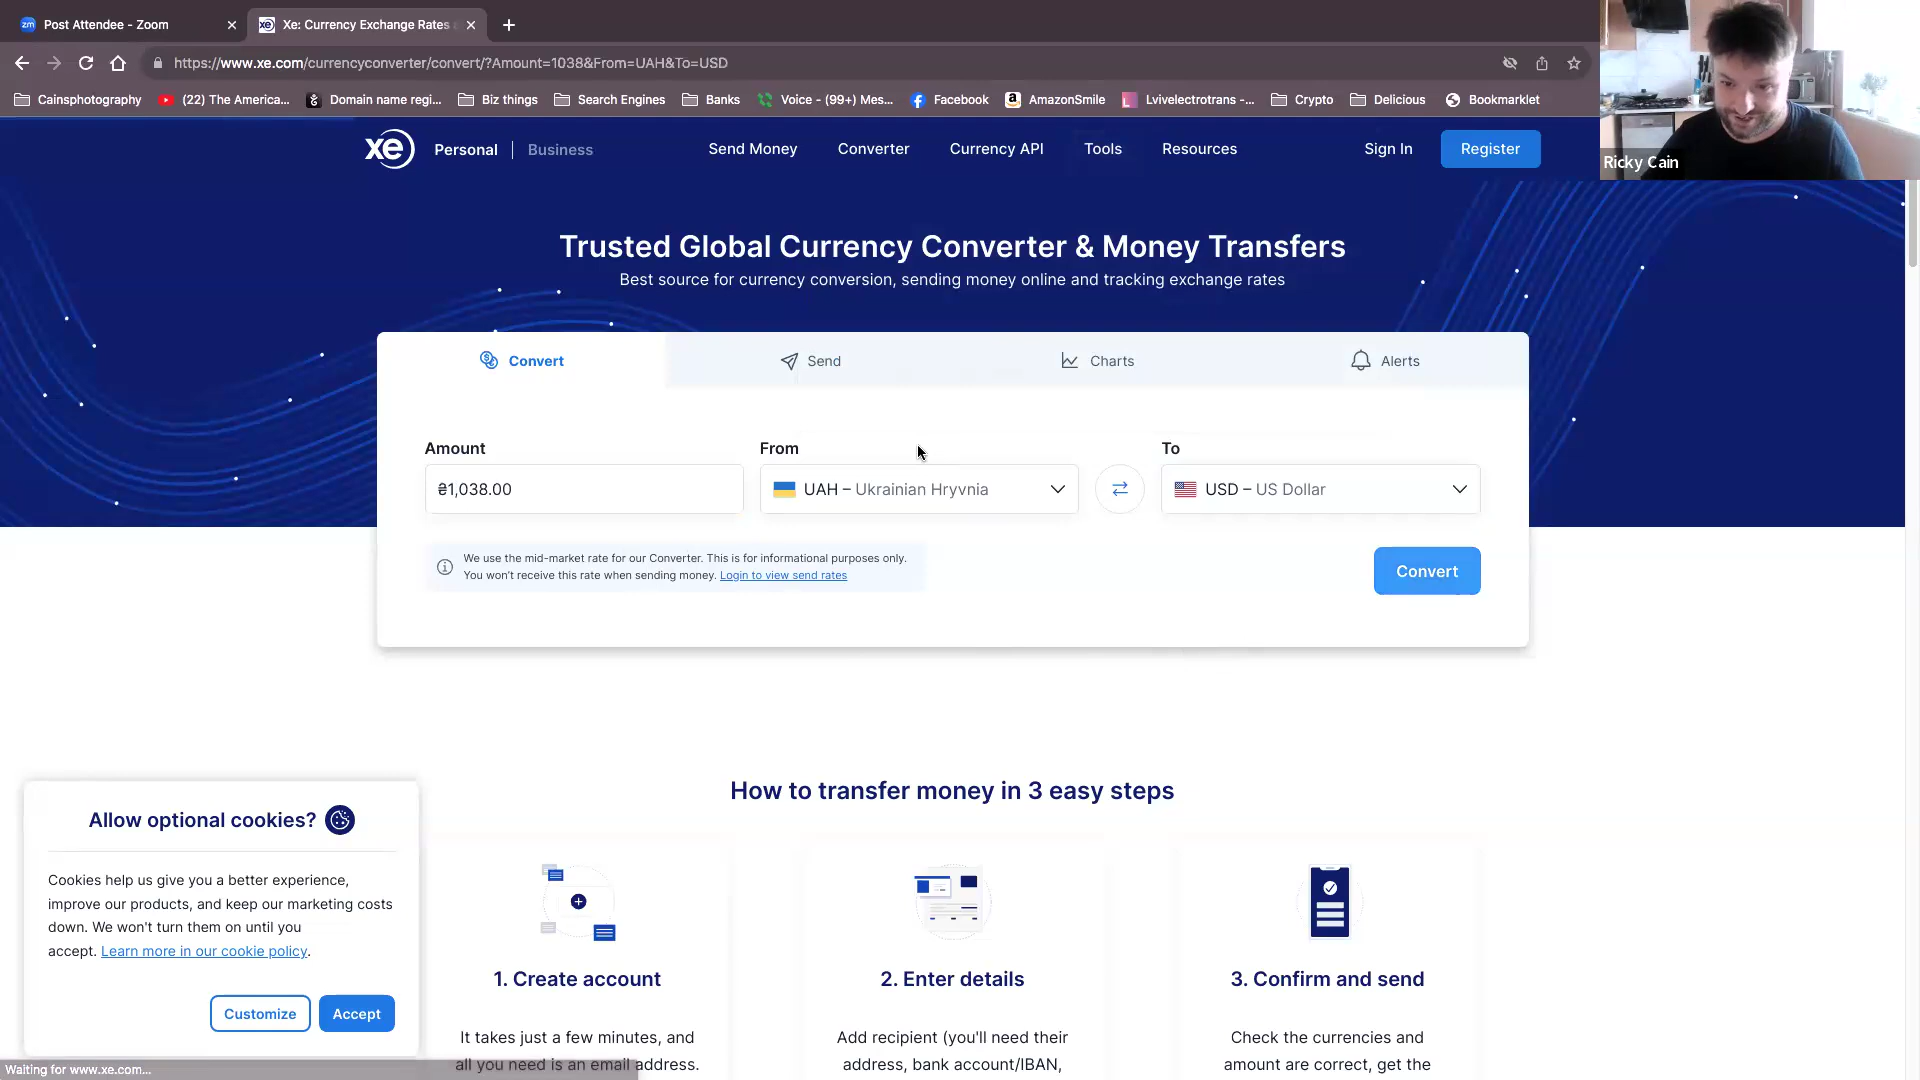 Post Attendee - Zoom
Xe: Currency Exchange Rates
https://www.xe.com/currencyconverter/convert/?Amount=1038&From=UAH&To=USD
Cainsphotography
(22) The America...
Domain name regi...
Biz things
Search Engines
Banks
Voice - (99+) Mes...
Facebook
AmazonSmile
Lvivelectrotrans -...
Crypto
Delicious
Bookmarklet
Ricky Cain
xe
Personal
Business
Send Money
Converter
Currency API
Tools
Resources
Sign In
Register
Trusted Global Currency Converter & Money Transfers
Best source for currency conversion, sending money online and tracking exchange rates
Convert
Send
Charts
Alerts
Amount
From
To
₴1,038.00
UAH – Ukrainian Hryvnia
USD – US Dollar
We use the mid-market rate for our Converter. This is for informational purposes only.
You won't receive this rate when sending money. Login to view send rates
Convert
How to transfer money in 3 easy steps
Allow optional cookies?
Cookies help us give you a better experience,
improve our products, and keep our marketing costs
down. We won't turn them on until you
accept. Learn more in our cookie policy.
Customize
Accept
1. Create account
It takes just a few minutes, and
all you need is an email address.
2. Enter details
Add recipient (you'll need their
address, bank account/IBAN,
3. Confirm and send
Check the currencies and
amount are correct, get the
Waiting for www.xe.com...